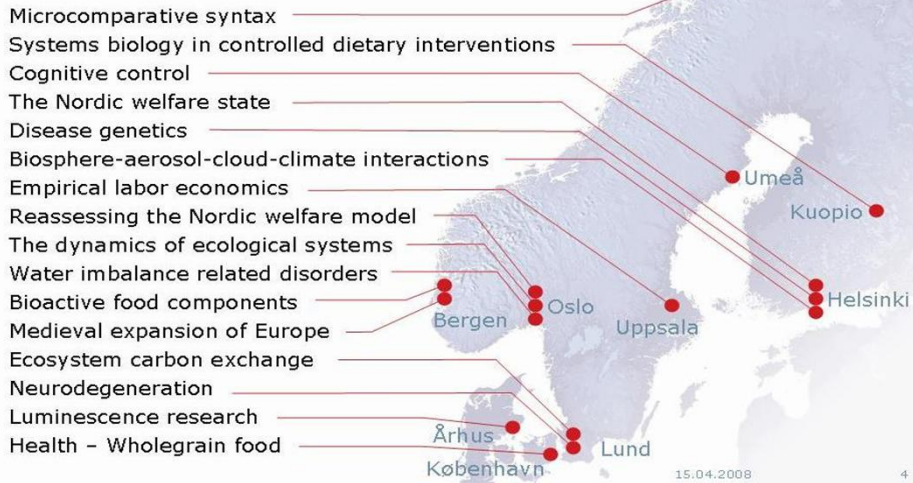 Microcomparative syntax
Systems biology in controlled dietary interventions
Cognitive control
The Nordic welfare state
Disease genetics
Biosphere-aerosol-cloud-climate interactions
Empirical labor economics
Reassessing the Nordic welfare model
The dynamics of ecological systems
Water imbalance related disorders
Bioactive food components
Medieval expansion of Europe
Ecosystem carbon exchange
Neurodegeneration
Luminescence research
Health – Wholegrain food
Umeå
Kuopio
Helsinki
Oslo
Bergen
Uppsala
Århus
Lund
København
15.04.2008
4